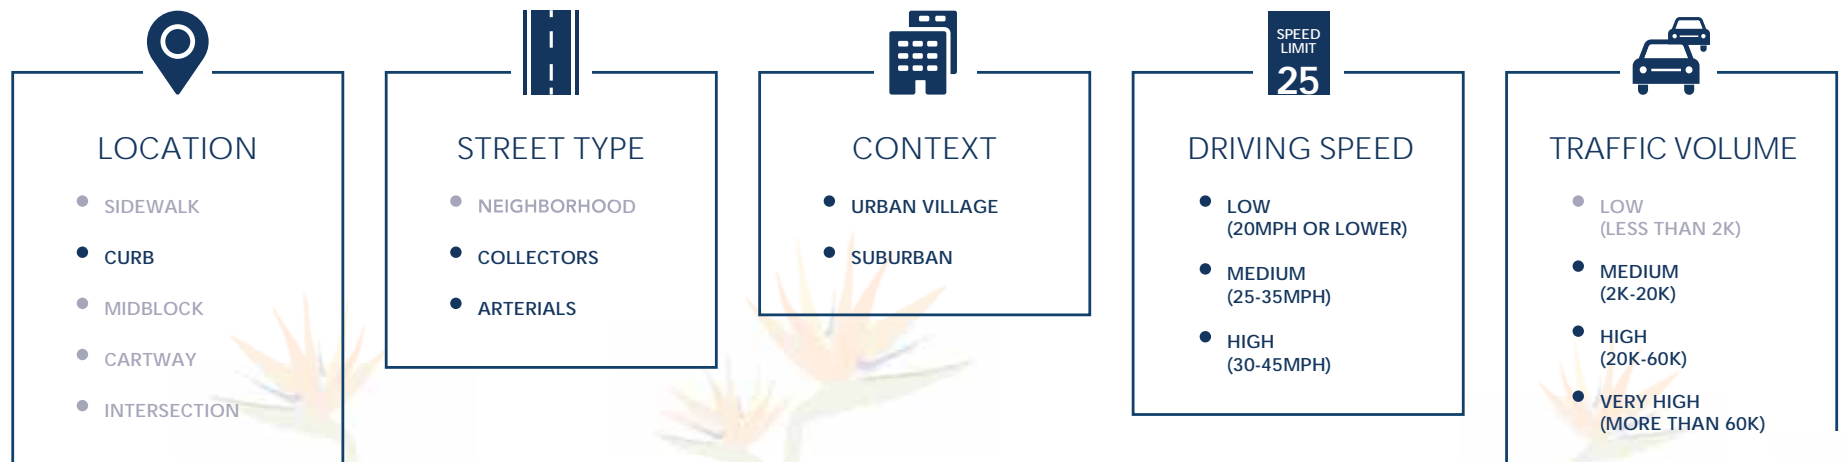 SPEED
LIMIT
25
LOCATION
SIDEWALK
CURB
MIDBLOCK
CARTWAY
INTERSECTION
STREET TYPE
NEIGHBORHOOD
COLLECTORS
ARTERIALS
CONTEXT
URBAN VILLAGE
SUBURBAN
DRIVING SPEED
LOW
(20MPH OR LOWER)
MEDIUM
(25-35MPH)
HIGH
(30-45MPH)
TRAFFIC VOLUME
LOW
(LESS THAN 2K)
MEDIUM
(2K-20K)
HIGH
(20K-60K)
VERY HIGH
(MORE THAN 60K)